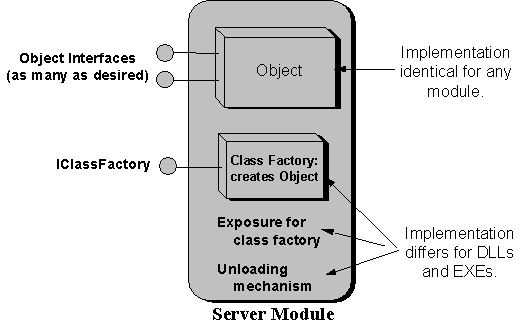 Object Interfaces
(as many as desired)
Object
Implementation
identical for any
module.
IClassFactory
Class Factory:
creates Object
Exposure for
class factory
Unloading
mechanism
Implementation
differs for DLLs
and EXEs.
Server Module